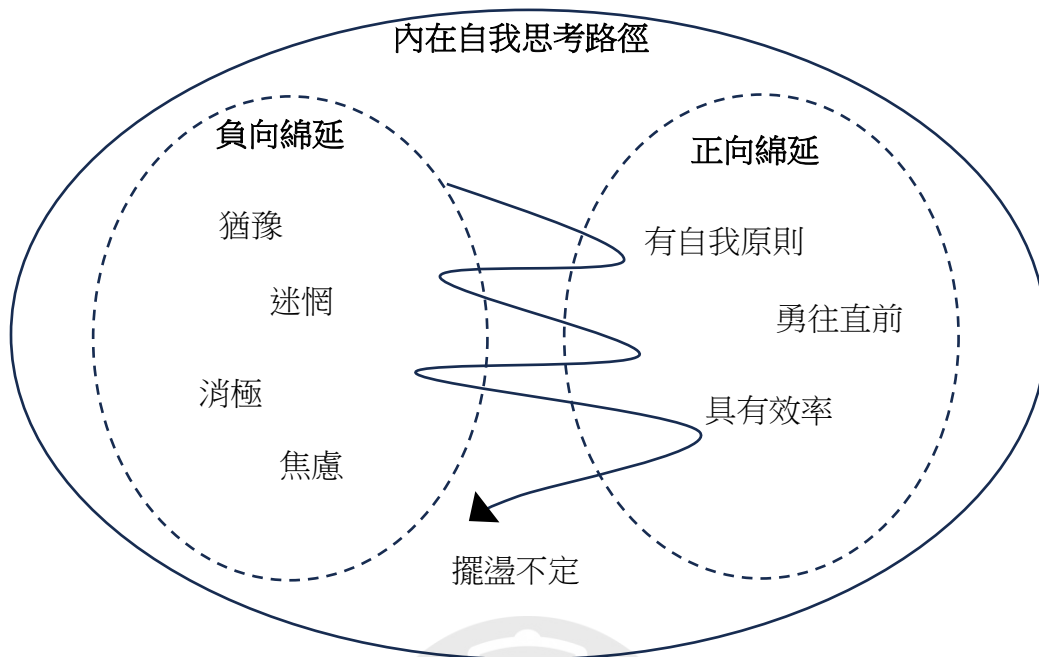 內在自我思考路徑
負向綿延
猶豫
迷惘
消極
焦慮
正向綿延
有自我原則
勇往直前
具有效率
擺盪不定